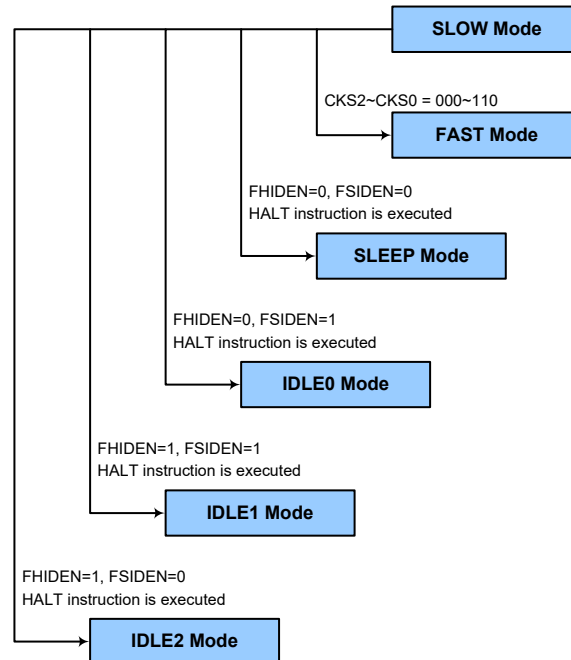 SLOW Mode
CKS2~CKS0 = 000~110
FAST Mode
FHIDEN=0, FSIDEN=0
HALT instruction is executed
SLEEP Mode
FHIDEN=0, FSIDEN=1
HALT instruction is executed
IDLE0 Mode
FHIDEN=1, FSIDEN=1
HALT instruction is executed
IDLE1 Mode
FHIDEN=1, FSIDEN=0
HALT instruction is executed
IDLE2 Mode